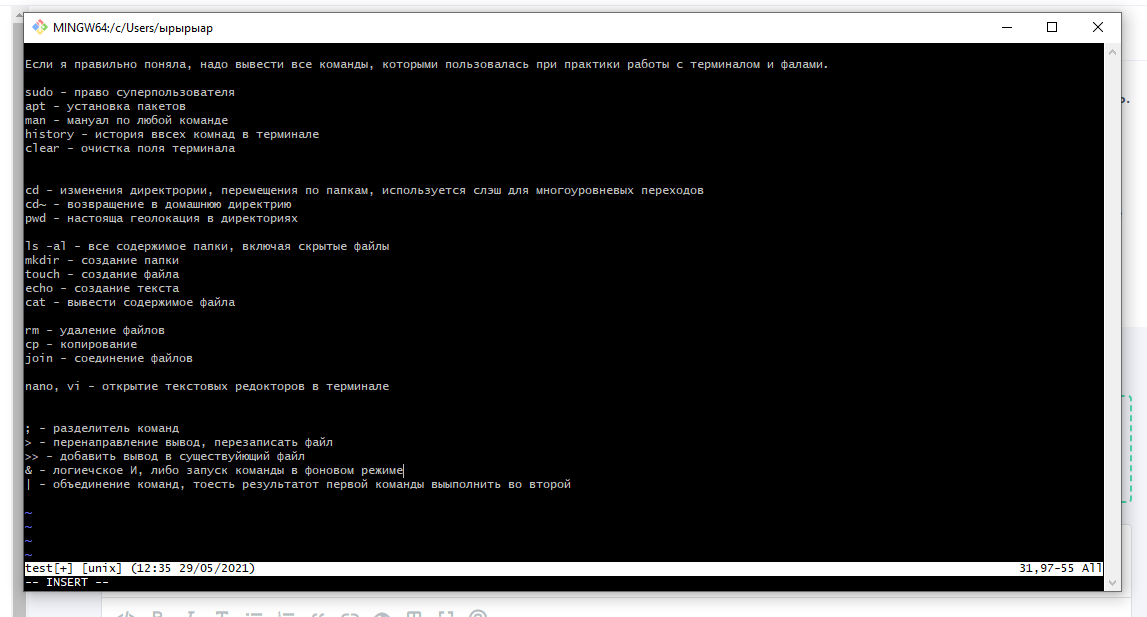 MINGW64:/c/Users/ырырыар
Если я правильно поняла, надо вывести все команды, которыми пользовалась при практики работы с терминалом и фалами.
sudo - право суперпользователя
apt - установка пакетов
man - мануал по любой команде
history - история ввсех комнад в терминале
clear - очистка поля терминала
cd - изменения директрории, перемещения по папкам, используется слэш для многоуровневых переходов
cd~ - возвращение в домашнюю директрию
pwd - настояща геолокация в директориях
ls -al - все содержимое папки, включая скрытые файлы
mkdir - создание папки
touch - создание файла
echo - создание текста
cat - вывести содержимое файла
rm - удаление файлов
cp - копирование
join - соединение файлов
nano, vi - открытие текстовых редокторов в терминале
; - разделитель команд
> - перенаправление вывод, перезаписать файл
>> - добавить вывод в существуйющий файл
& - логиечское И, либо запуск команды в фоновом режиме
| - объединение команд, тоесть результатот первой команды выыполнить во второй
~
~
~
~
test[+] [unix] (12:35 29/05/2021) 31,97-55 All
-- INSERT --